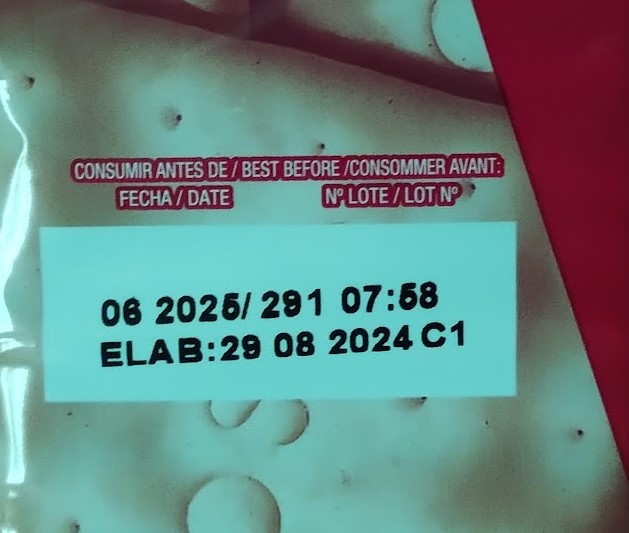 CONSUMIR ANTES DE / BEST BEFORE /CONSOMMER AVANT:
FECHA / DATE Nº LOTE / LOT Nº
06 2025/ 291 07:58
ELAB:29 08 2024 C1